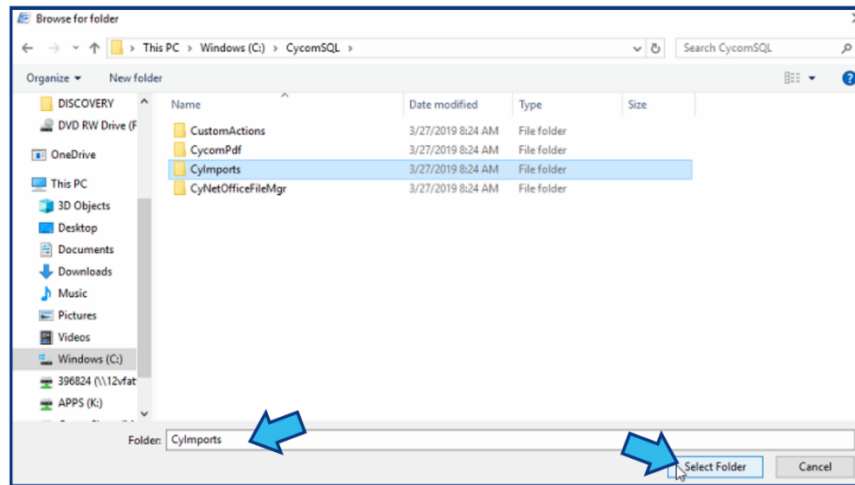 Browse for folder
This PC > Windows (C:) > CycomSQL >
Search CycomSQL
Organize
New folder
Name Date modified Type Size
DISCOVERY
DVD RW Drive (F
OneDrive
This PC
3D Objects
Desktop
Documents
Downloads
Music
Pictures
Videos
Windows (C:)
396824 (\\12vfat
APPS (K:)
CustomActions 3/27/2019 8:24 AM File folder
CycomPdf 3/27/2019 8:24 AM File folder
CyImports 3/27/2019 8:24 AM File folder
CyNetOfficeFileMgr 3/27/2019 8:24 AM File folder
Folder: CyImports
Select Folder
Cancel